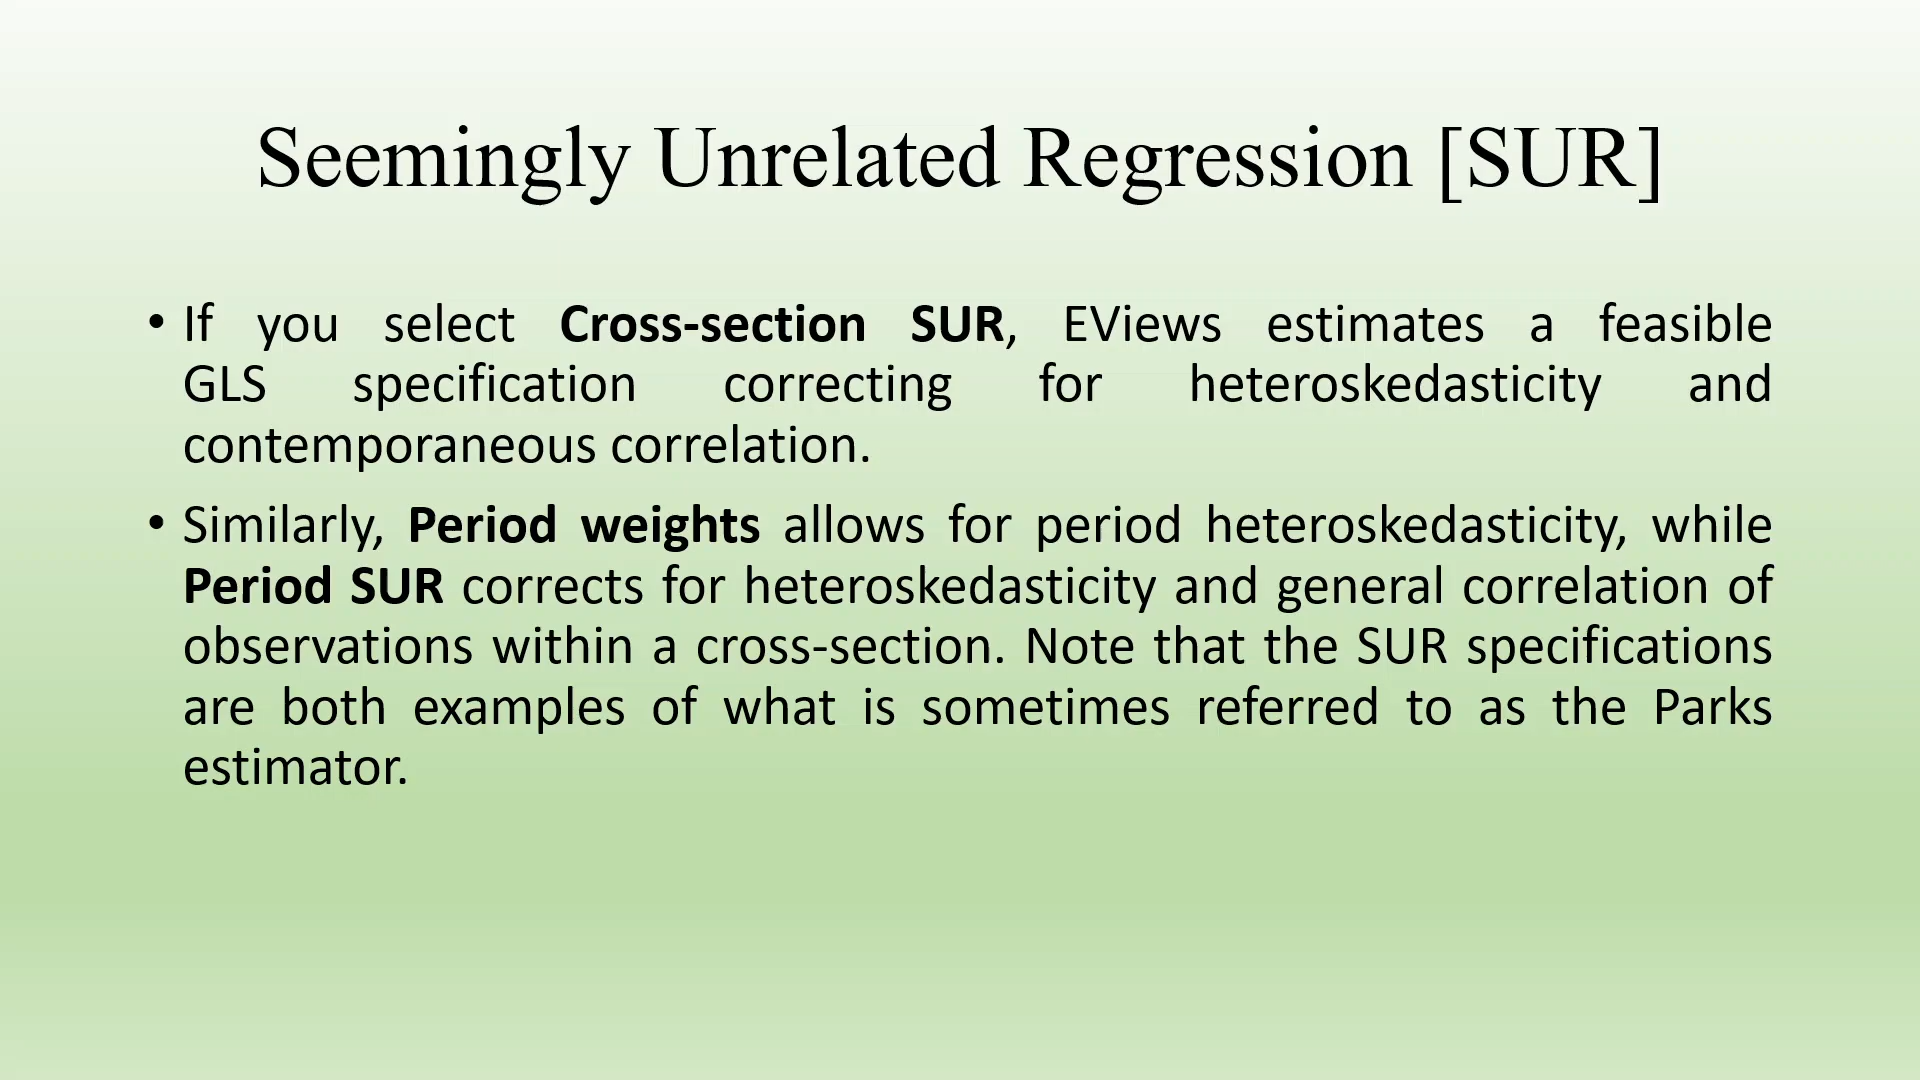 Seemingly Unrelated Regression [SUR]
• If you select Cross-section SUR, EViews estimates a feasible
GLS specification correcting for heteroskedasticity and
contemporaneous correlation.
• Similarly, Period weights allows for period heteroskedasticity, while
Period SUR corrects for heteroskedasticity and general correlation of
observations within a cross-section. Note that the SUR specifications
are both examples of what is sometimes referred to as the Parks
estimator.